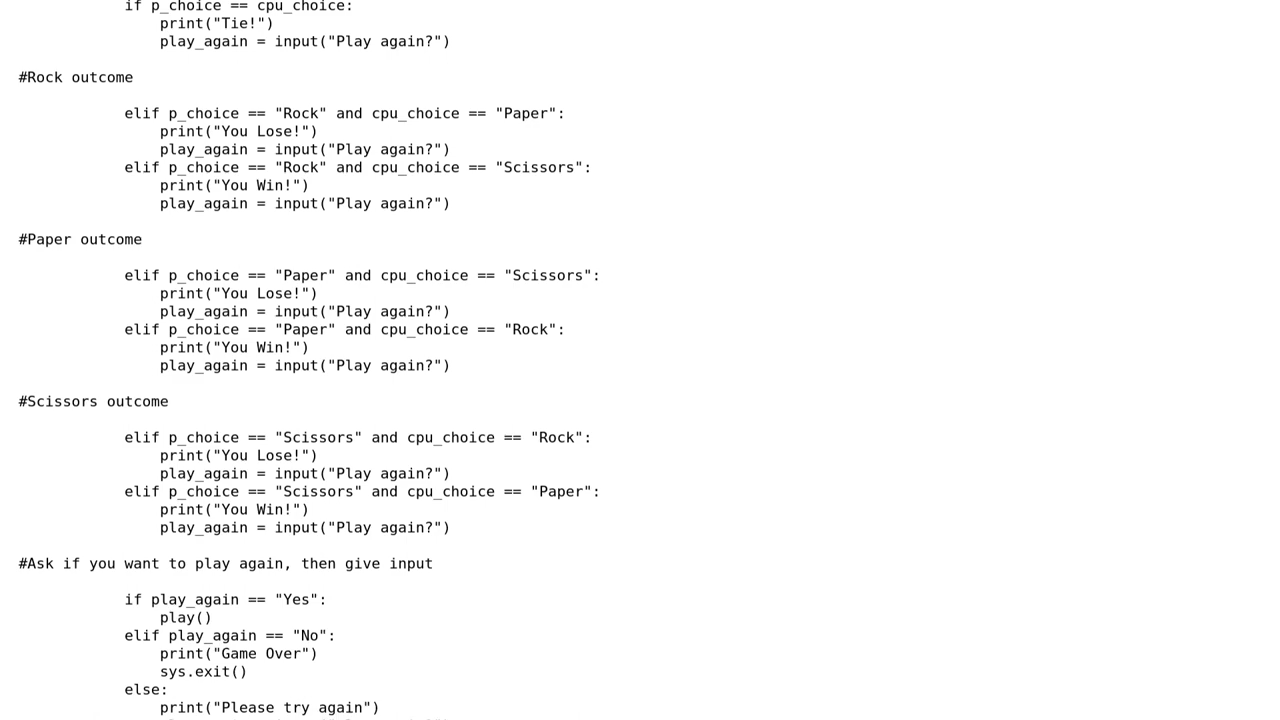 if p_choice == cpu_choice:
print("Tie!")
play_again = input("Play again?")
#Rock outcome
elif p_choice == "Rock" and cpu_choice == "Paper":
print("You Lose!")
play_again = input("Play again?")
elif p_choice == "Rock" and cpu_choice == "Scissors":
print("You Win!")
play_again = input("Play again?")
#Paper outcome
elif p_choice == "Paper" and cpu_choice == "Scissors":
print("You Lose!")
play_again = input("Play again?")
elif p_choice == "Paper" and cpu_choice == "Rock":
print("You Win!")
play_again = input("Play again?")
#Scissors outcome
elif p_choice == "Scissors" and cpu_choice == "Rock":
print("You Lose!")
play_again = input("Play again?")
elif p_choice == "Scissors" and cpu_choice == "Paper":
print("You Win!")
play_again = input("Play again?")
#Ask if you want to play again, then give input
if play_again == "Yes":
play()
elif play_again == "No":
print("Game Over")
sys.exit()
else:
print("Please try again")